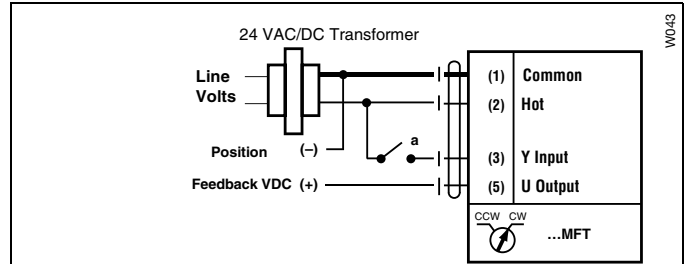 24 VAC/DC Transformer
W043
Line
Volts
(1) Common
(2) Hot
a
Position (–)
(3) Y Input
Feedback VDC (+)
(5) U Output
CCW CW
...MFT